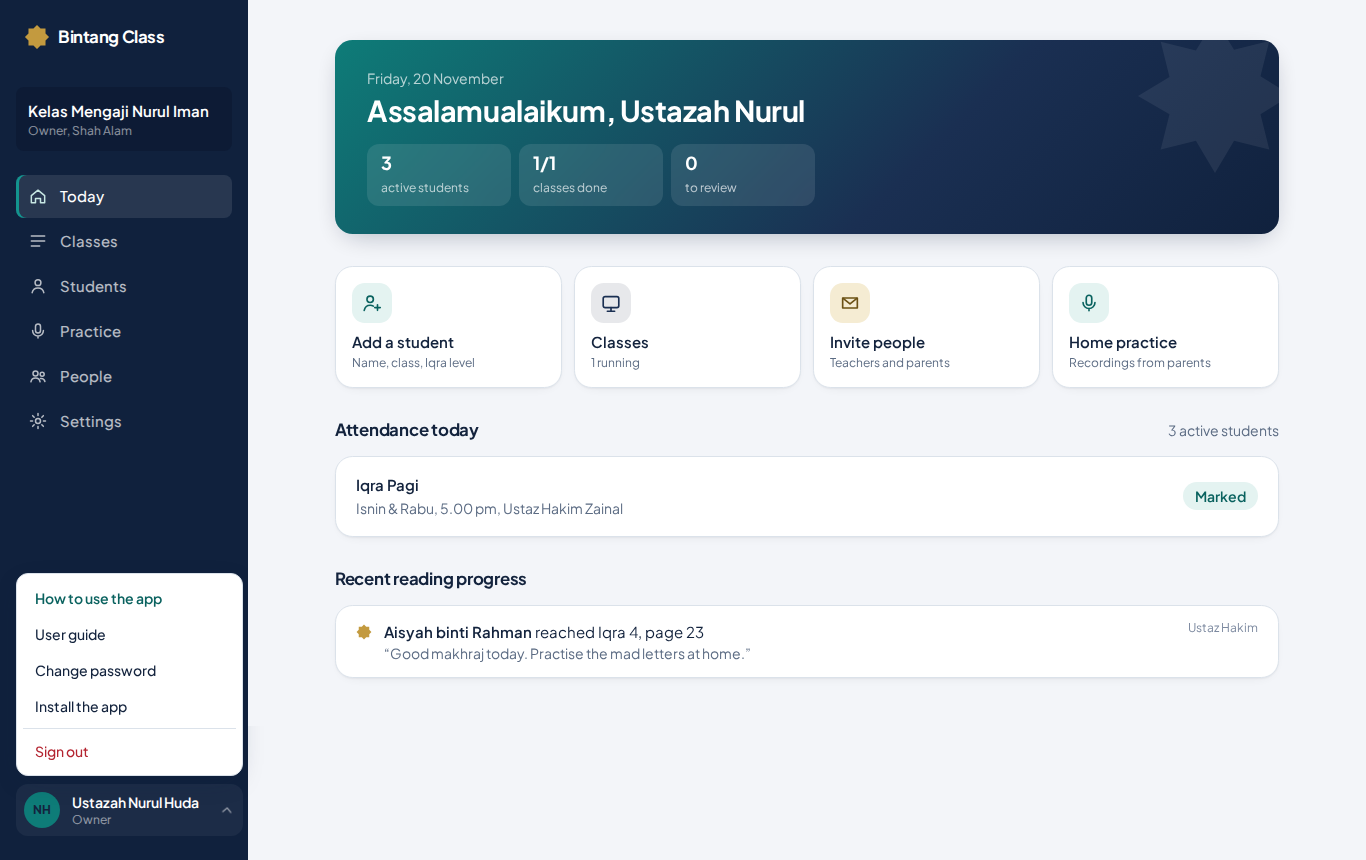 Bintang Class
Kelas Mengaji Nurul Iman
Owner, Shah Alam
Today
Classes
Students
Practice
People
Settings
How to use the app
User guide
Change password
Install the app
Sign out
NH
Ustazah Nurul Huda
Owner
Friday, 20 November
Assalamualaikum, Ustazah Nurul
3
active students
1/1
classes done
0
to review
Add a student
Name, class, Iqra level
Classes
1 running
Invite people
Teachers and parents
Home practice
Recordings from parents
Attendance today
3 active students
Iqra Pagi
Isnin & Rabu, 5.00 pm, Ustaz Hakim Zainal
Marked
Recent reading progress
Aisyah binti Rahman reached Iqra 4, page 23
Ustaz Hakim
“Good makhraj today. Practise the mad letters at home.”